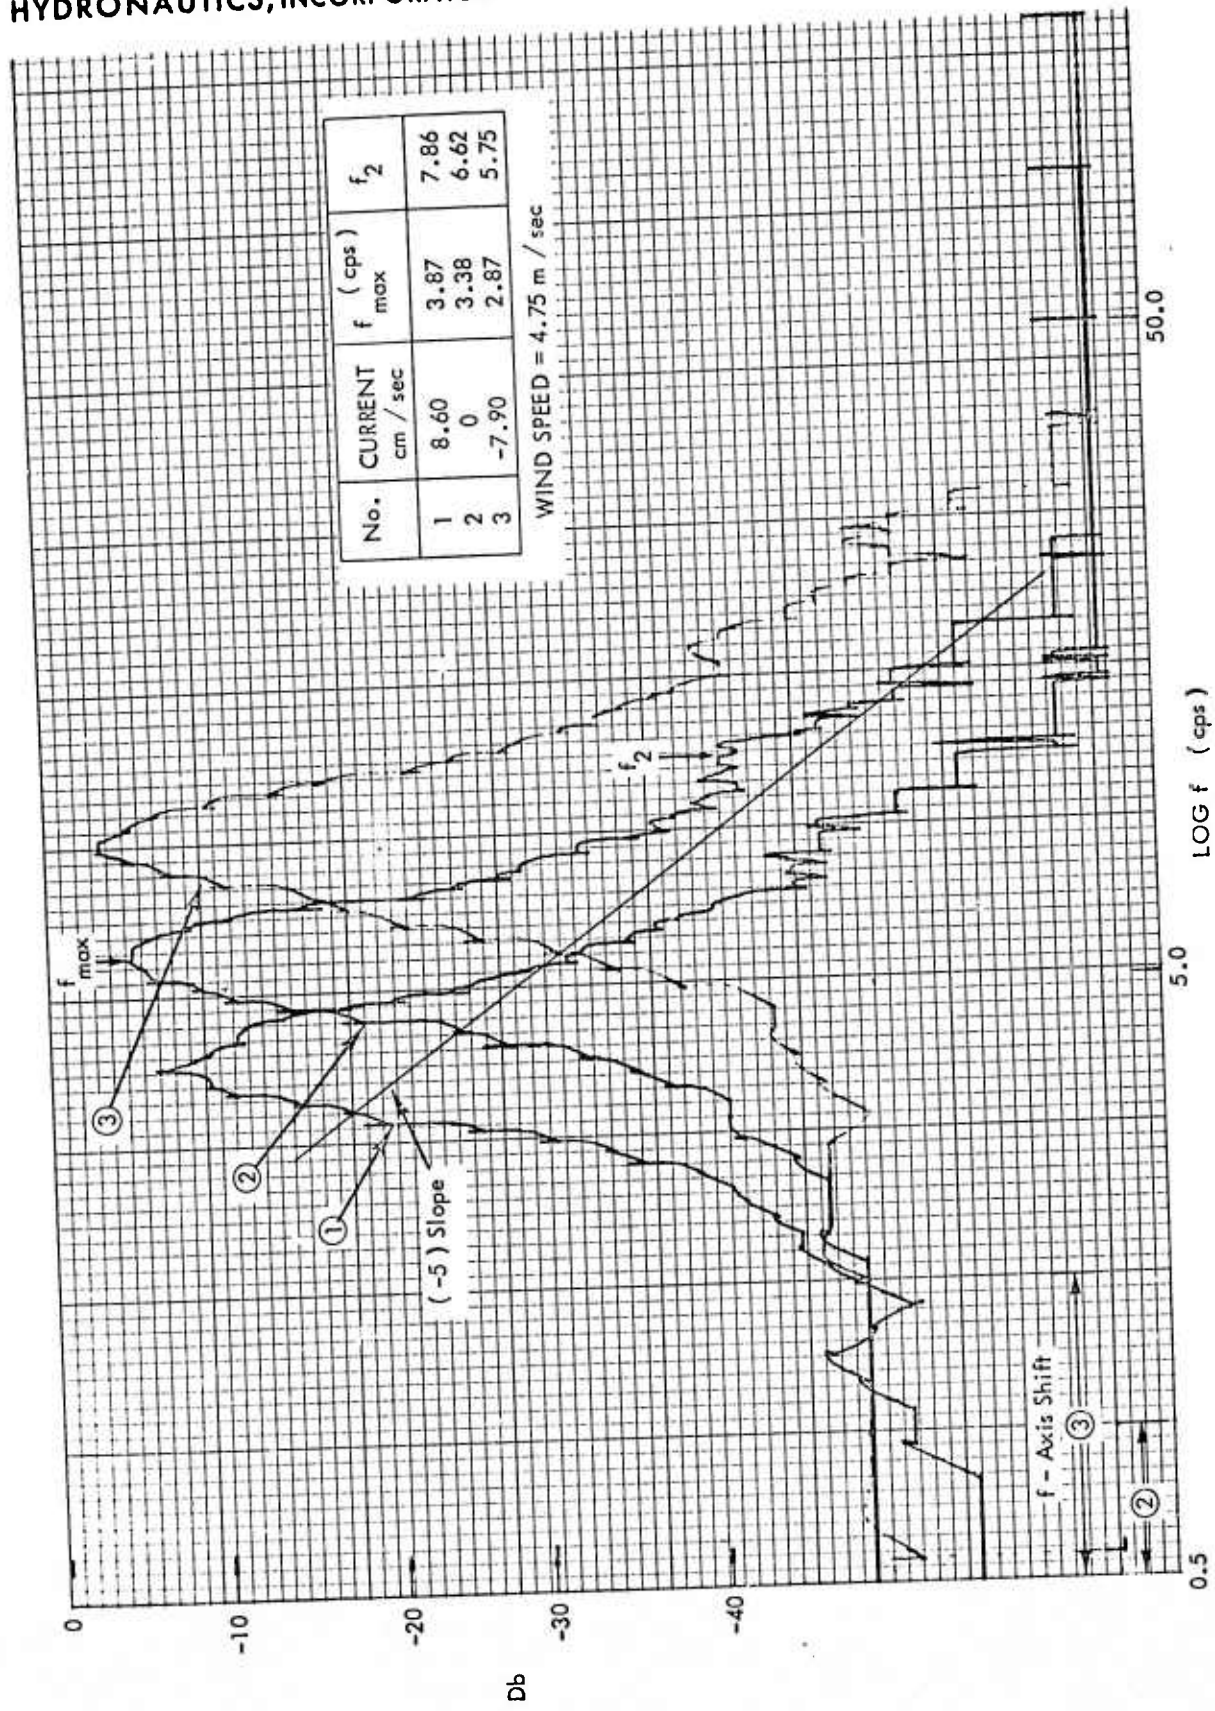 HYDRONAUTICS, INCORPORATED
No. CURRENT cm / sec f max ( cps ) f2
1 8.60 3.87 7.86
2 0 3.38 6.62
3 -7.90 2.87 5.75
WIND SPEED = 4.75 m / sec
f max
3
2
1
( -5 ) Slope
f2
f - Axis Shift
3
2
0
-10
-20
-30
-40
Db
0.5
5.0
50.0
LOG f ( cps )